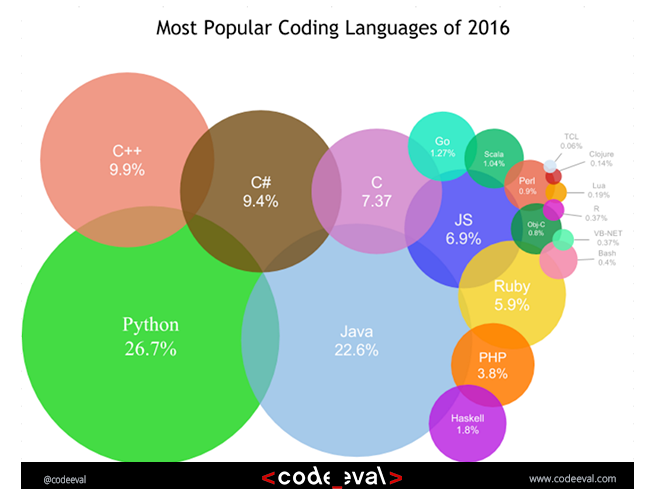 Most Popular Coding Languages of 2016
C++
9.9%
C#
9.4%
C
7.37
Go
1.27%
Scala
1.04%
TCL
0.06%
Clojure
0.14%
Perl
0.9%
Lua
0.19%
R
0.37%
JS
6.9%
Obj-C
0.8%
VB-NET
0.37%
Bash
0.4%
Ruby
5.9%
Python
26.7%
Java
22.6%
PHP
3.8%
Haskell
1.8%
@codeeval
<code_eval>
www.codeeval.com